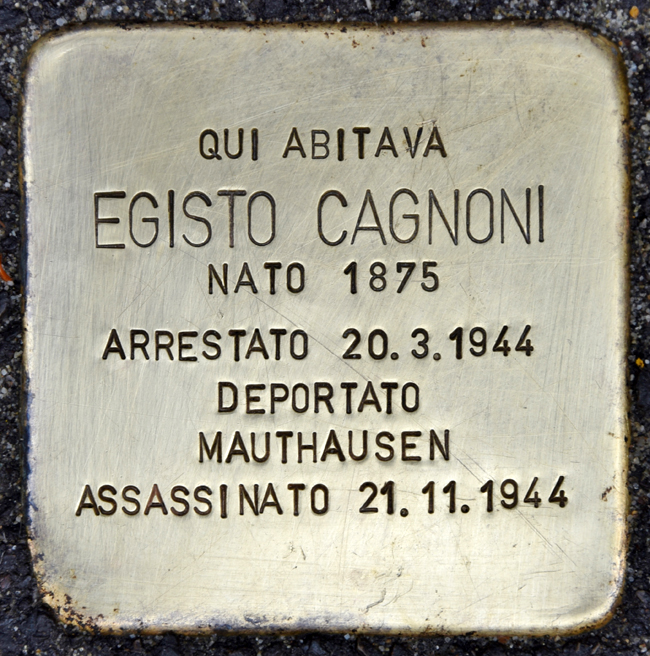 QUI ABITAVA
EGISTO CAGNONI
NATO 1875
ARRESTATO 20.3.1944
DEPORTATO
MAUTHAUSEN
ASSASSINATO 21.11.1944